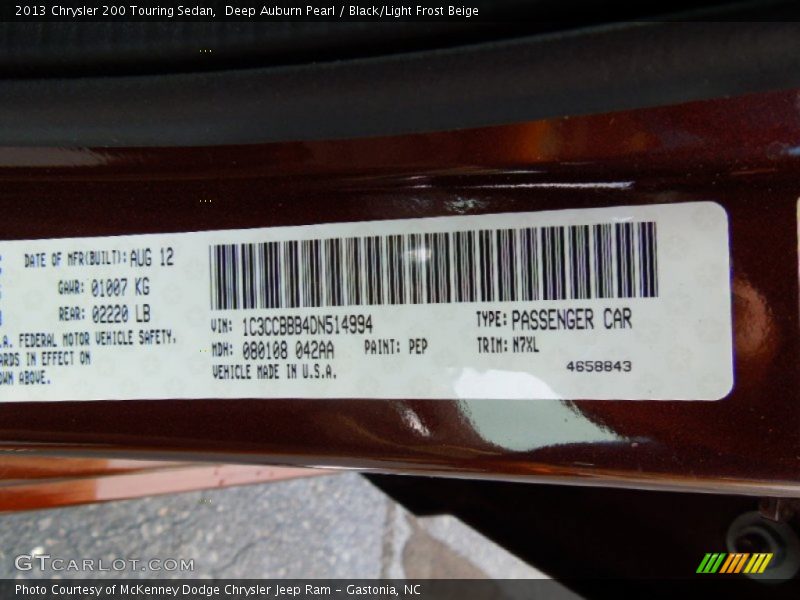 2013 Chrysler 200 Touring Sedan,  Deep Auburn Pearl / Black/Light Frost Beige
DATE OF MFR(BUILT): AUG 12
GAWR: 01007 KG
REAR: 02220 LB
.A. FEDERAL MOTOR VEHICLE SAFETY,
ARDS IN EFFECT ON
OWN ABOVE.
VIN: 1C3CCBBB4DN514994
TYPE: PASSENGER CAR
MDH: 080108 042AA
PAINT: PEP
TRIM: N7XL
VEHICLE MADE IN U.S.A.
4658843
GTCARLOT.COM
Photo Courtesy of McKenney Dodge Chrysler Jeep Ram - Gastonia, NC